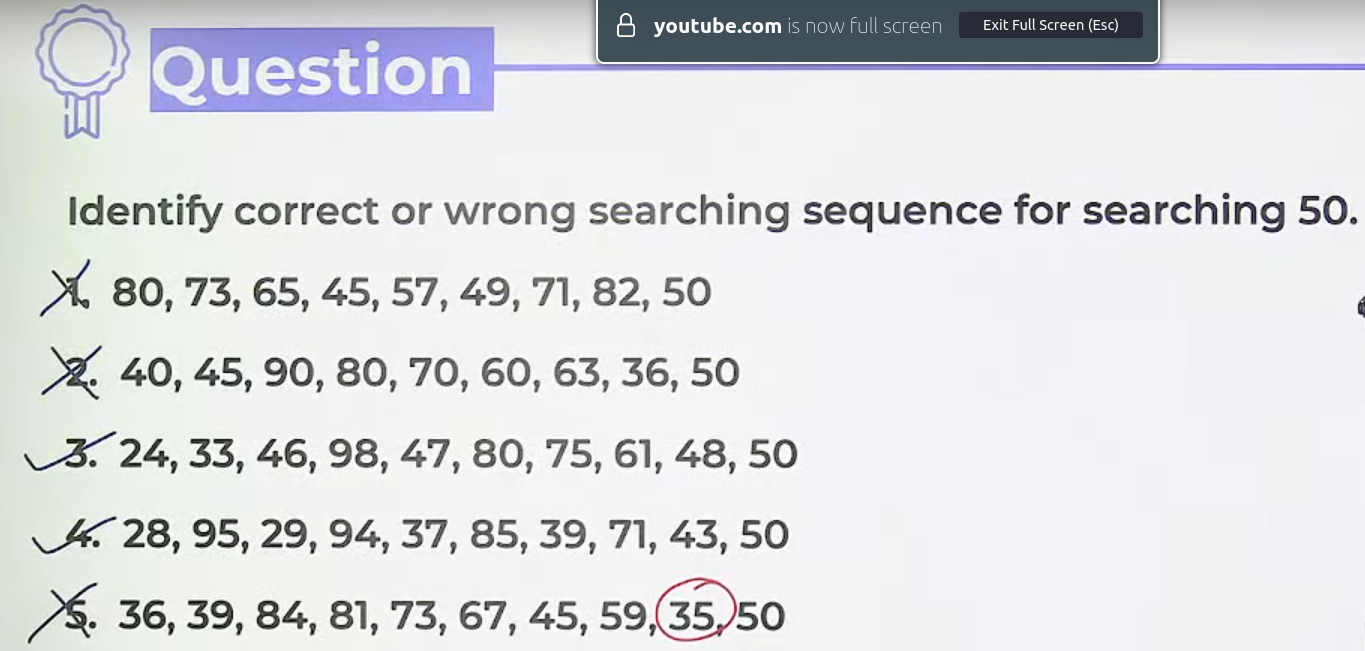 youtube.com is now full screen Exit Full Screen (Esc)
Question
Identify correct or wrong searching sequence for searching 50.
1. 80, 73, 65, 45, 57, 49, 71, 82, 50
2. 40, 45, 90, 80, 70, 60, 63, 36, 50
3. 24, 33, 46, 98, 47, 80, 75, 61, 48, 50
4. 28, 95, 29, 94, 37, 85, 39, 71, 43, 50
5. 36, 39, 84, 81, 73, 67, 45, 59, 35, 50